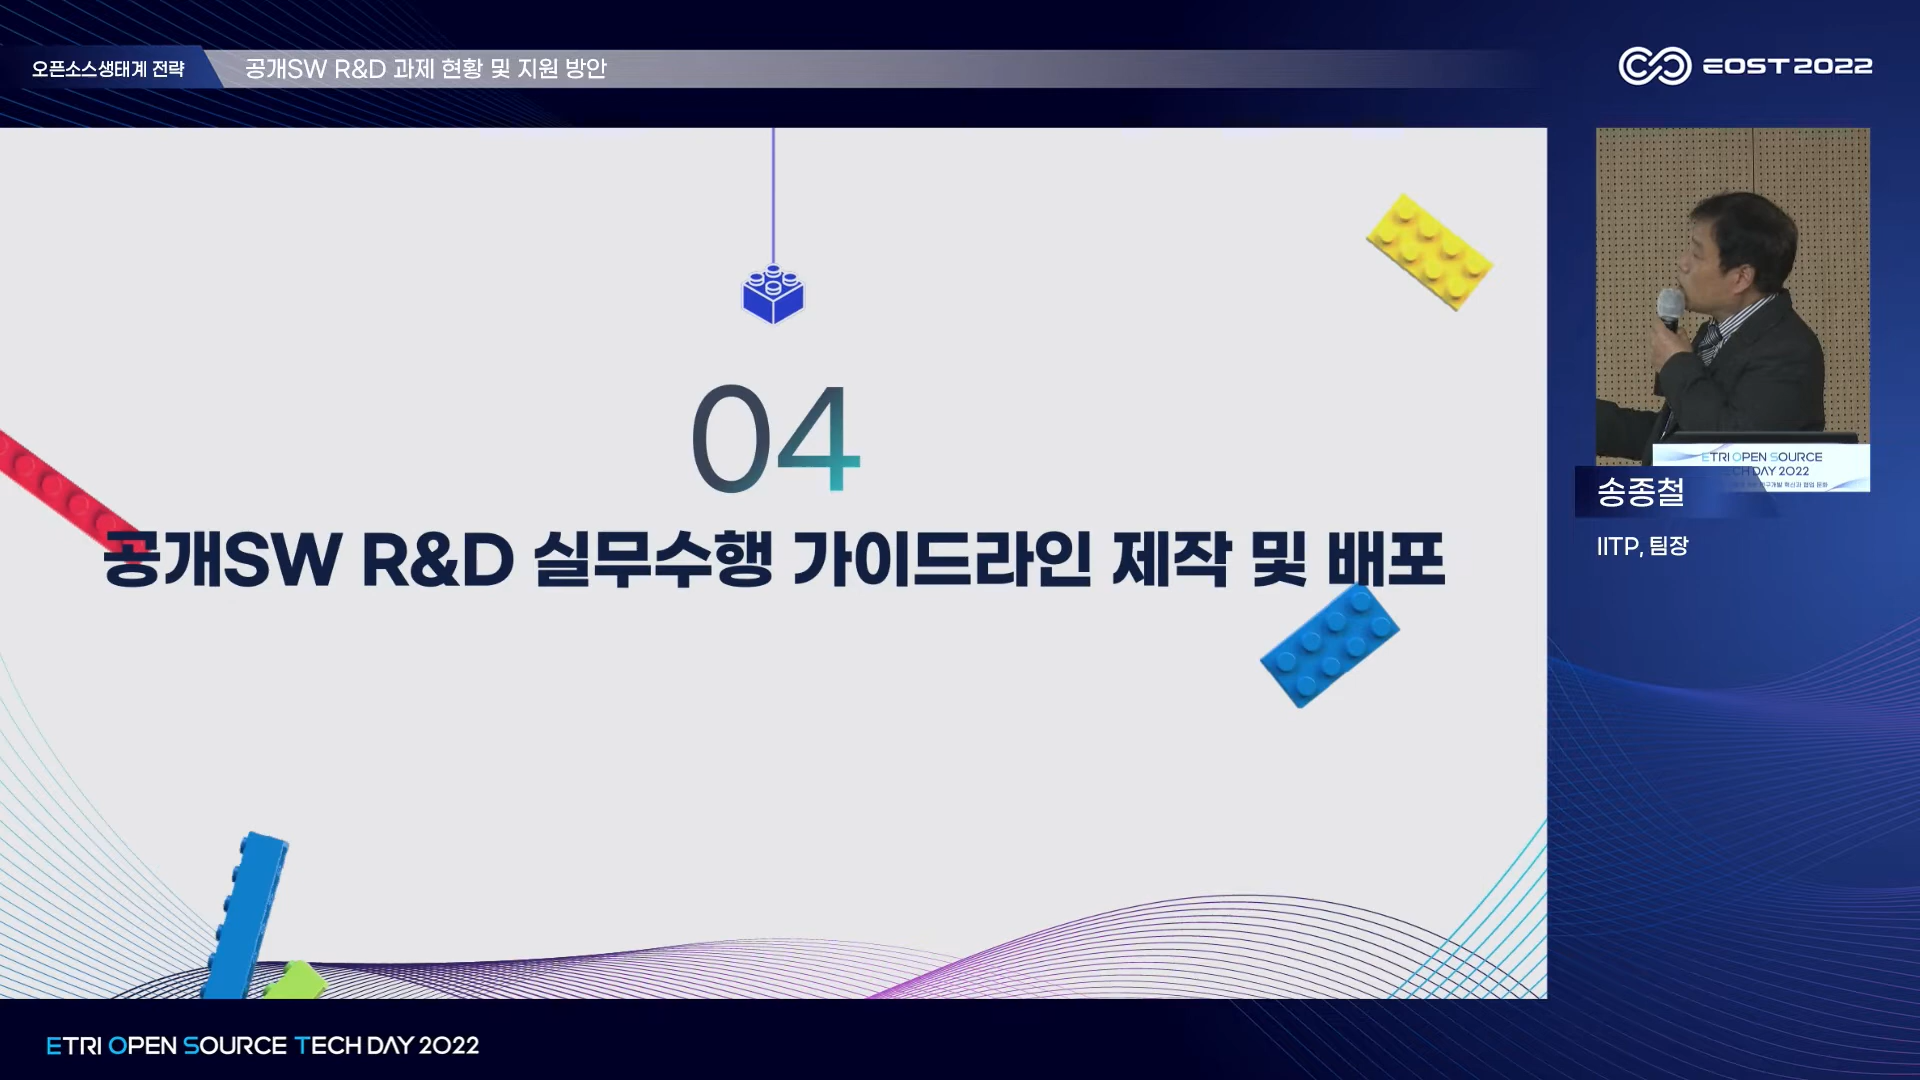 오픈소스생태계 전략
공개SW R&D 과제 현황 및 지원 방안
EOST 2022
04
공개SW R&D 실무수행 가이드라인 제작 및 배포
ETRI OPEN SOURCE
TECH DAY 2022
송종철
IITP, 팀장
ETRI OPEN SOURCE TECH DAY 2022